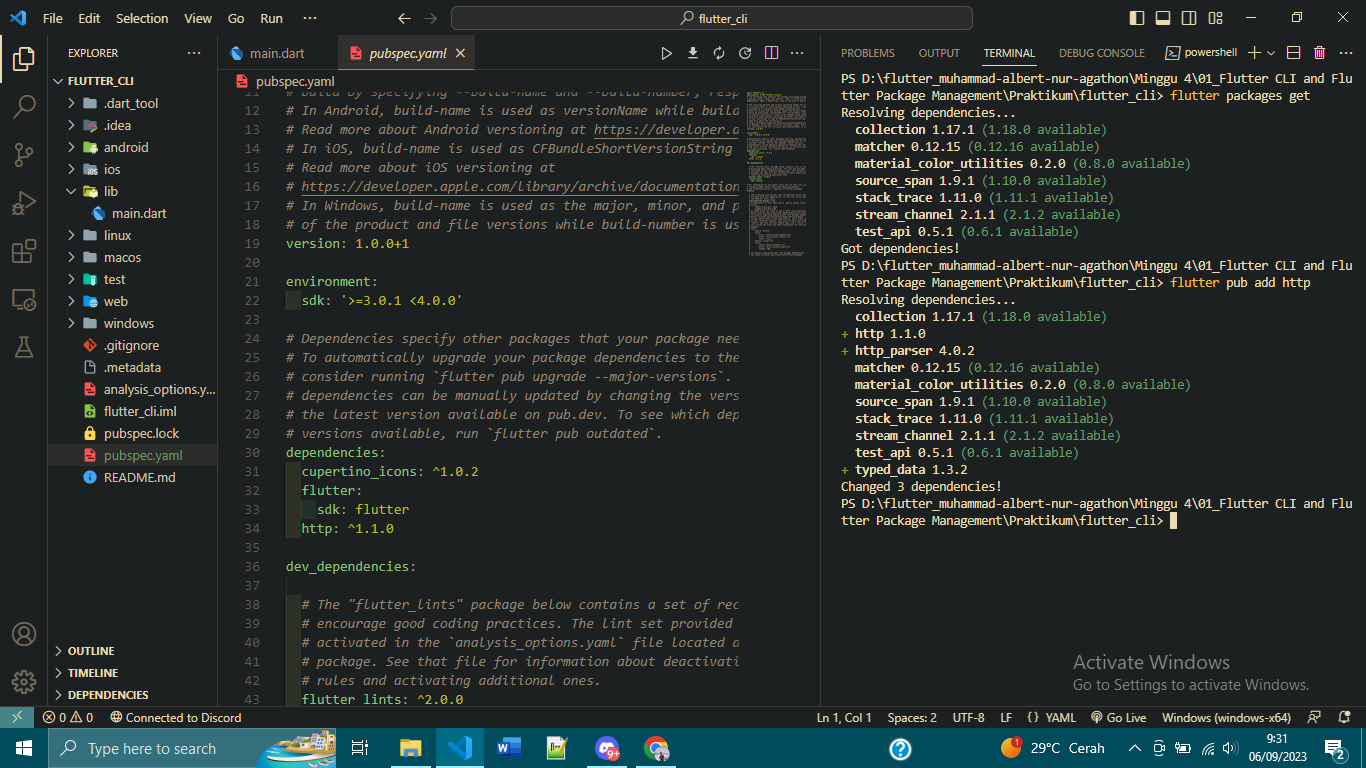 File Edit Selection View Go Run ··· flutter_cli
EXPLORER ···
FLUTTER_CLI
.dart_tool
.idea
android
ios
lib
main.dart
linux
macos
test
web
windows
.gitignore
.metadata
analysis_options.y...
flutter_cli.iml
pubspec.lock
pubspec.yaml
README.md
OUTLINE
TIMELINE
DEPENDENCIES
main.dart pubspec.yaml
pubspec.yaml
11 # build by specifying --build-name and --build-number, resp
12 # In Android, build-name is used as versionName while build
13 # Read more about Android versioning at https://developer.a
14 # In iOS, build-name is used as CFBundleShortVersionString
15 # Read more about iOS versioning at
16 # https://developer.apple.com/library/archive/documentation
17 # In Windows, build-name is used as the major, minor, and p
18 # of the product and file versions while build-number is us
19 version: 1.0.0+1
20
21 environment:
22 sdk: '>=3.0.1 <4.0.0'
23
24 # Dependencies specify other packages that your package nee
25 # To automatically upgrade your package dependencies to the
26 # consider running `flutter pub upgrade --major-versions`.
27 # dependencies can be manually updated by changing the vers
28 # the latest version available on pub.dev. To see which dep
29 # versions available, run `flutter pub outdated`.
30 dependencies:
31 cupertino_icons: ^1.0.2
32 flutter:
33 sdk: flutter
34 http: ^1.1.0
35
36 dev_dependencies:
37
38 # The "flutter_lints" package below contains a set of rec
39 # encourage good coding practices. The lint set provided
40 # activated in the `analysis_options.yaml` file located a
41 # package. See that file for information about deactivati
42 # rules and activating additional ones.
43 flutter_lints: ^2.0.0
PROBLEMS OUTPUT TERMINAL DEBUG CONSOLE powershell
PS D:\flutter_muhammad-albert-nur-agathon\Minggu 4\01_Flutter CLI and Flu
tter Package Management\Praktikum\flutter_cli> flutter packages get
Resolving dependencies...
collection 1.17.1 (1.18.0 available)
matcher 0.12.15 (0.12.16 available)
material_color_utilities 0.2.0 (0.8.0 available)
source_span 1.9.1 (1.10.0 available)
stack_trace 1.11.0 (1.11.1 available)
stream_channel 2.1.1 (2.1.2 available)
test_api 0.5.1 (0.6.1 available)
Got dependencies!
PS D:\flutter_muhammad-albert-nur-agathon\Minggu 4\01_Flutter CLI and Flu
tter Package Management\Praktikum\flutter_cli> flutter pub add http
Resolving dependencies...
collection 1.17.1 (1.18.0 available)
+ http 1.1.0
+ http_parser 4.0.2
matcher 0.12.15 (0.12.16 available)
material_color_utilities 0.2.0 (0.8.0 available)
source_span 1.9.1 (1.10.0 available)
stack_trace 1.11.0 (1.11.1 available)
stream_channel 2.1.1 (2.1.2 available)
test_api 0.5.1 (0.6.1 available)
+ typed_data 1.3.2
Changed 3 dependencies!
PS D:\flutter_muhammad-albert-nur-agathon\Minggu 4\01_Flutter CLI and Flu
tter Package Management\Praktikum\flutter_cli>
Activate Windows
Go to Settings to activate Windows.
0 0 Connected to Discord Ln 1, Col 1 Spaces: 2 UTF-8 LF {} YAML Go Live Windows (windows-x64)
Type here to search 9+ 1 29°C Cerah 9:31
06/09/2023 2